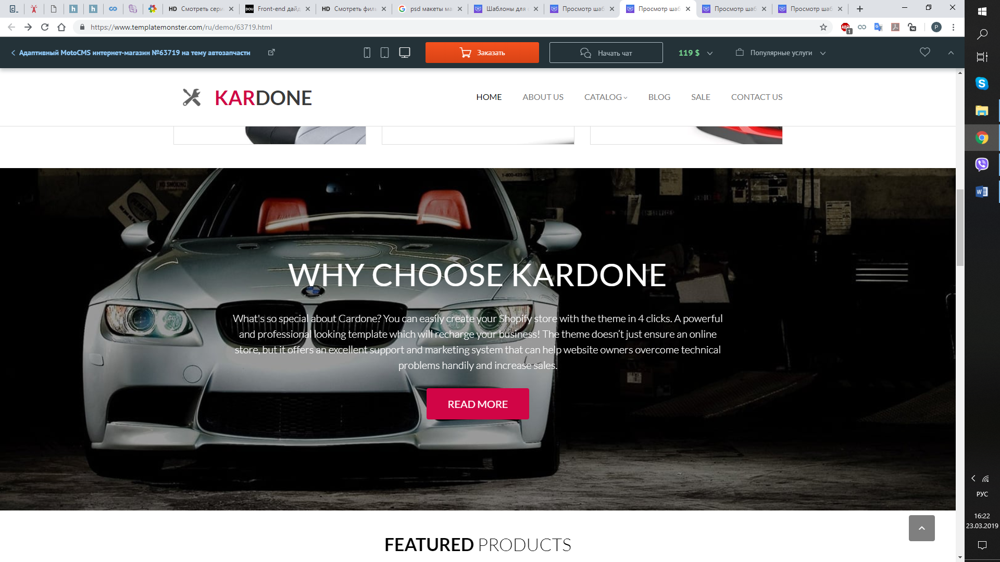 HD Смотреть сери
DOU Front-end дайд
HD Смотреть фил
psd макеты ма
Шаблоны для
Просмотр шаб
Просмотр шаб
Просмотр шаб
Просмотр шаб
https://www.templatemonster.com/ru/demo/63719.html
ABP
1
P
Адаптивный MotoCMS интернет-магазин №63719 на тему автозапчасти
Заказать
Начать чат
119 $
Популярные услуги
KARDONE
HOME
ABOUT US
CATALOG
BLOG
SALE
CONTACT US
NO SMOKING
WHY CHOOSE KARDONE
What's so special about Cardone? You can easily create your Shopify store with the theme in 4 clicks. A powerful
and professional looking template which will recharge your business! The theme doesn’t just ensure an online
store, but it offers an excellent support and marketing system that can help website owners overcome technical
problems handily and increase sales.
READ MORE
FEATURED PRODUCTS
РУС
16:22
23.03.2019